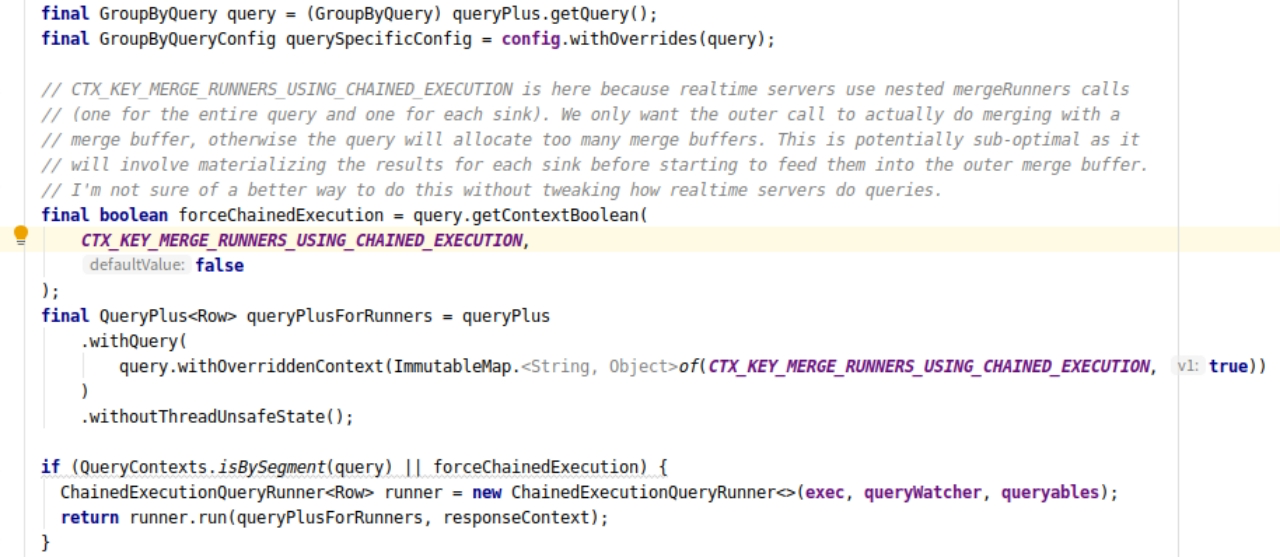 final GroupByQuery query = (GroupByQuery) queryPlus.getQuery();
final GroupByQueryConfig querySpecificConfig = config.withOverrides(query);
// CTX_KEY_MERGE_RUNNERS_USING_CHAINED_EXECUTION is here because realtime servers use nested mergeRunners calls
// (one for the entire query and one for each sink). We only want the outer call to actually do merging with a
// merge buffer, otherwise the query will allocate too many merge buffers. This is potentially sub-optimal as it
// will involve materializing the results for each sink before starting to feed them into the outer merge buffer.
// I'm not sure of a better way to do this without tweaking how realtime servers do queries.
final boolean forceChainedExecution = query.getContextBoolean(
CTX_KEY_MERGE_RUNNERS_USING_CHAINED_EXECUTION,
defaultValue: false
);
final QueryPlus<Row> queryPlusForRunners = queryPlus
.withQuery(
query.withOverriddenContext(ImmutableMap.<String, Object>of(CTX_KEY_MERGE_RUNNERS_USING_CHAINED_EXECUTION, v1: true))
)
.withoutThreadUnsafeState();
if (QueryContexts.isBySegment(query) || forceChainedExecution) {
ChainedExecutionQueryRunner<Row> runner = new ChainedExecutionQueryRunner<>(exec, queryWatcher, queryables);
return runner.run(queryPlusForRunners, responseContext);
}